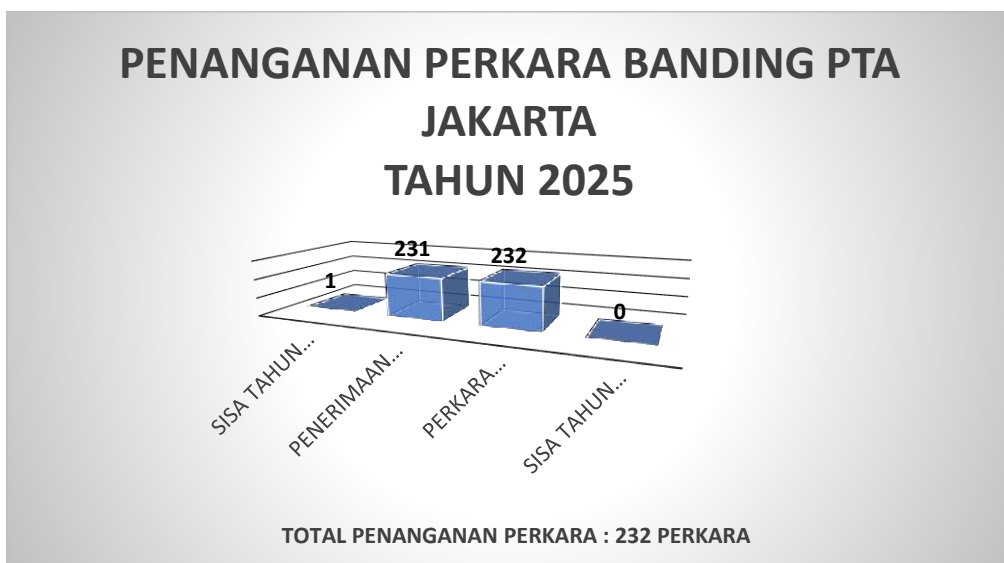 PENANGANAN PERKARA BANDING PTA
JAKARTA
TAHUN 2025
1
231
232
0
SISA TAHUN...
PENERIMAAN...
PERKARA...
SISA TAHUN...
TOTAL PENANGANAN PERKARA : 232 PERKARA